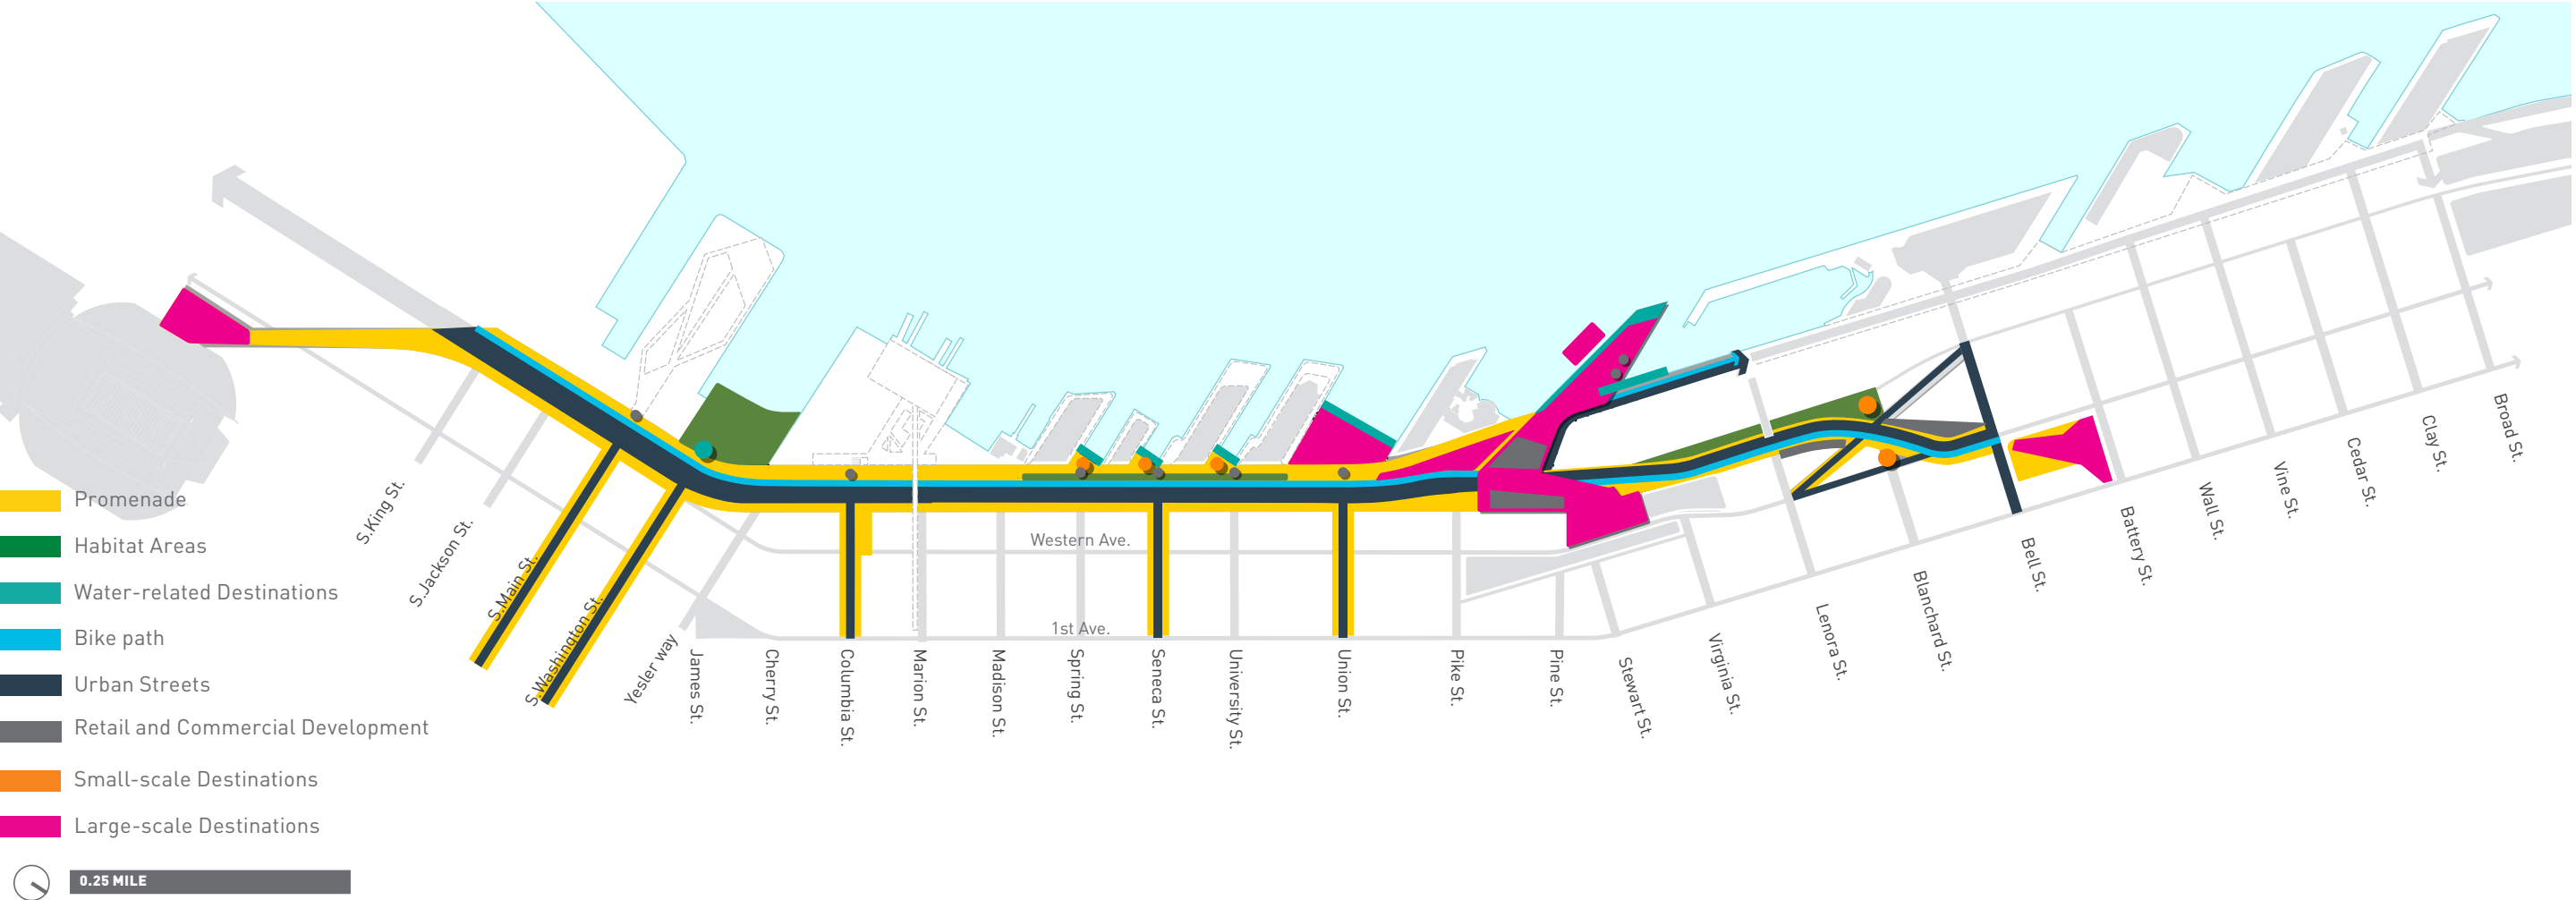 Promenade
Habitat Areas
Water-related Destinations
Bike path
Urban Streets
Retail and Commercial Development
Small-scale Destinations
Large-scale Destinations
0.25 MILE
S.King St.
S.Jackson St.
S.Main St.
S.Washington St.
Yesler way
James St.
Cherry St.
Columbia St.
Marion St.
Madison St.
Spring St.
Seneca St.
University St.
Union St.
Pike St.
Pine St.
Stewart St.
Virginia St.
Lenora St.
Blanchard St.
Bell St.
Battery St.
Wall St.
Vine St.
Cedar St.
Clay St.
Broad St.
Western Ave.
1st Ave.